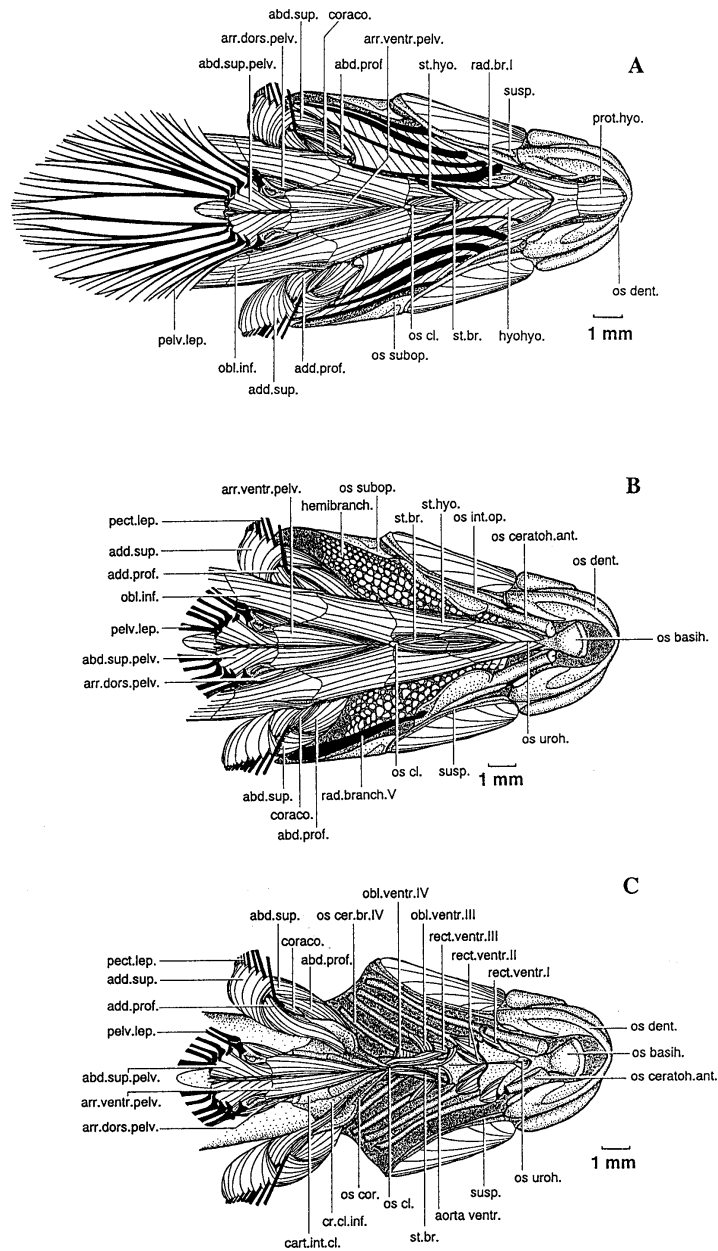 abd.sup. coraco.
arr.dors.pelv. arr.ventr.pelv.
abd.sup.pelv. abd.prof st.hyo. rad.br.I A
susp.
prot.hyo.
os dent.
1 mm
pelv.lep. os cl. st.br. hyohyo.
os subop.
obl.inf. add.prof.
add.sup.
B
arr.ventr.pelv. os subop.
hemibranch. st.hyo.
pect.lep. st.br. os int.op.
add.sup. os ceratoh.ant.
os dent.
add.prof.
obl.inf.
pelv.lep.
os basih.
abd.sup.pelv.
arr.dors.pelv.
os uroh.
os cl. susp. 1 mm
abd.sup. rad.branch.V
coraco.
abd.prof.
C
obl.ventr.IV
abd.sup. os cer.br.IV obl.ventr.III
coraco. rect.ventr.III
abd.prof. rect.ventr.II
pect.lep. rect.ventr.I
add.sup.
add.prof.
pelv.lep. os dent.
os basih.
abd.sup.pelv. os ceratoh.ant.
arr.ventr.pelv.
arr.dors.pelv.
1 mm
os uroh.
os cor. os cl. susp.
cr.cl.inf. aorta ventr.
cart.int.cl. st.br.